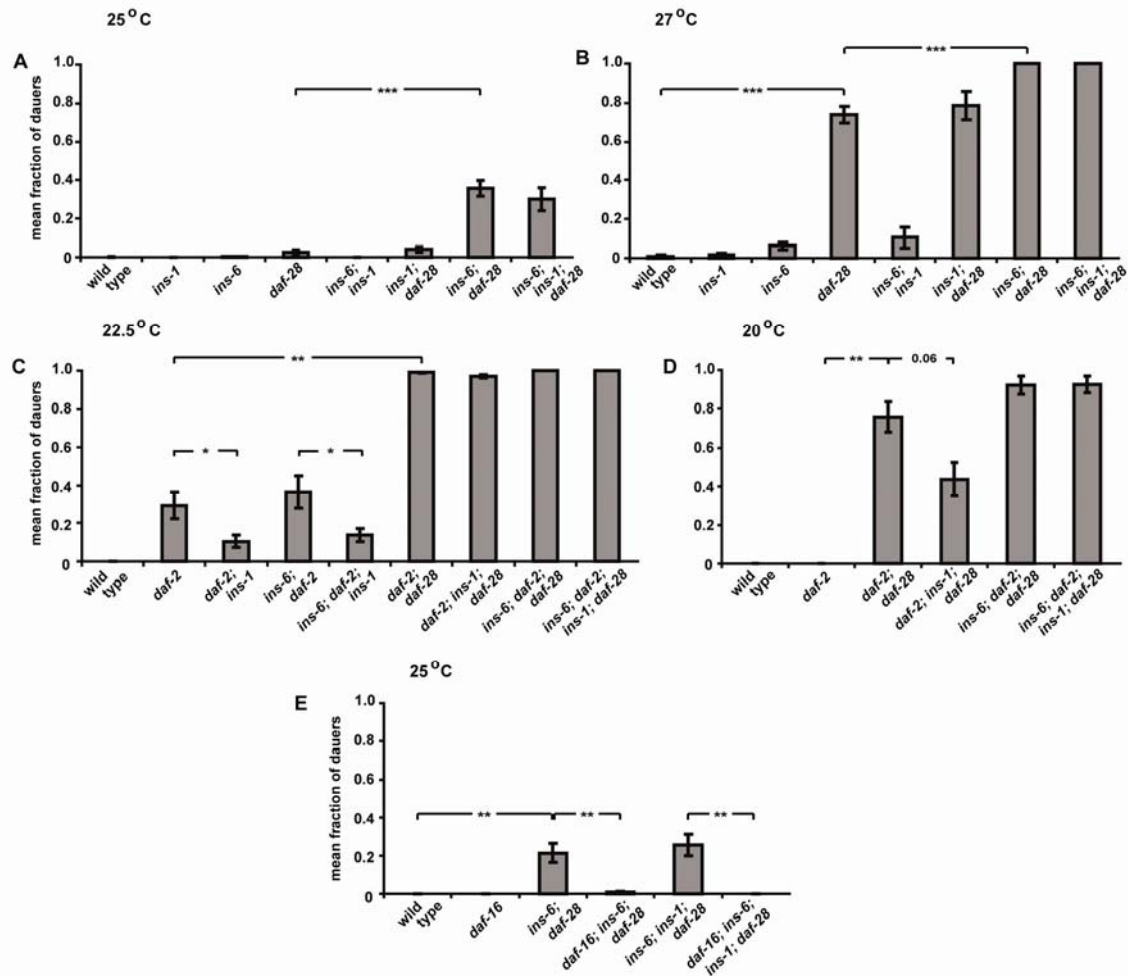 25°C
A
mean fraction of dauers
1.0
0.8
0.6
0.4
0.2
0
***
wild type
ins-1
ins-6
daf-28
ins-6; ins-1
ins-1; daf-28
ins-6; daf-28
ins-6; ins-1; daf-28
27°C
B
1.0
0.8
0.6
0.4
0.2
0
***
***
wild type
ins-1
ins-6
daf-28
ins-6; ins-1
ins-1; daf-28
ins-6; daf-28
ins-6; ins-1; daf-28
22.5°C
C
mean fraction of dauers
1.0
0.8
0.6
0.4
0.2
0
**
*
*
wild type
daf-2
daf-2; ins-1
ins-6; daf-2
ins-6; daf-2; ins-1
daf-2; daf-28
daf-2; ins-1; daf-28
ins-6; daf-2; daf-28
ins-6; daf-2; ins-1; daf-28
20°C
D
1.0
0.8
0.6
0.4
0.2
0
**
0.06
wild type
daf-2
daf-2; daf-28
daf-2; ins-1; daf-28
ins-6; daf-2; daf-28
ins-6; daf-2; ins-1; daf-28
25°C
E
mean fraction of dauers
1.0
0.8
0.6
0.4
0.2
0
**
**
**
wild type
daf-16
ins-6; daf-28
daf-16; ins-6; daf-28
ins-6; ins-1; daf-28
daf-16; ins-6; ins-1; daf-28